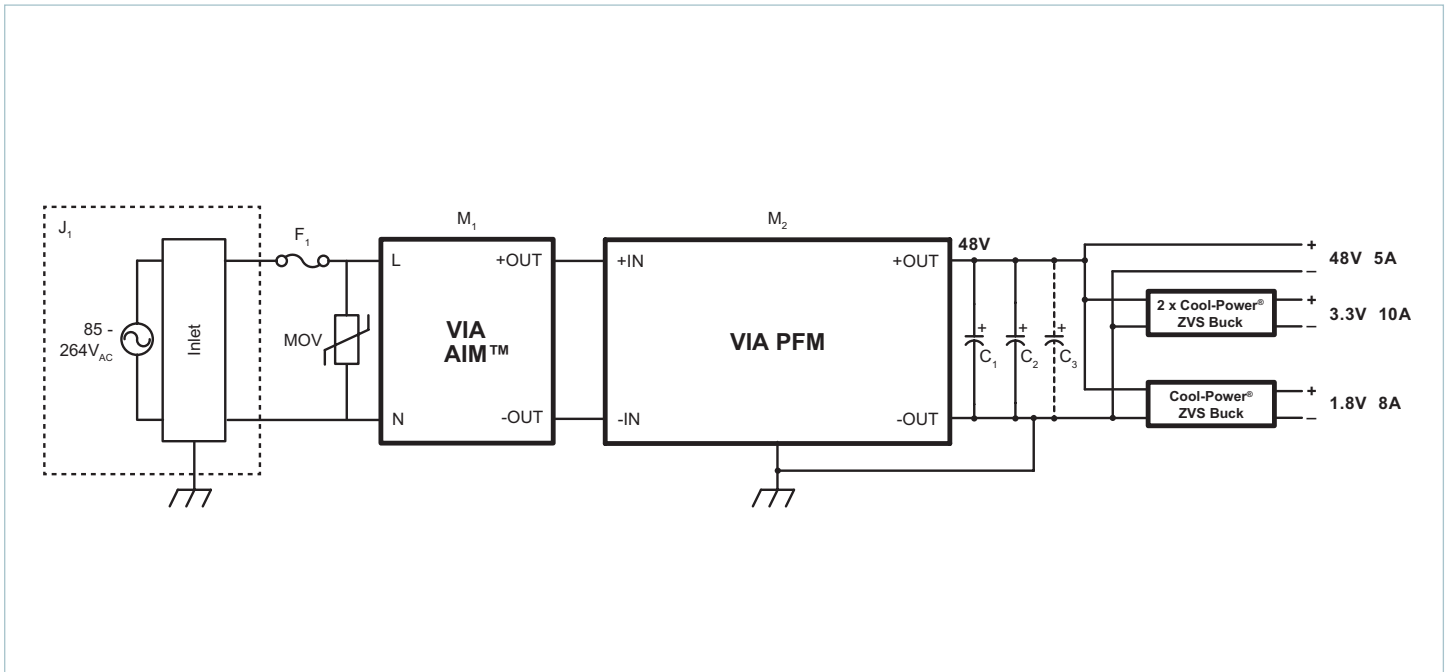 J1
85 -
264VAC
Inlet
F1
MOV
M1
L
+OUT
VIA
AIM™
N
-OUT
M2
+IN
+OUT
VIA PFM
-IN
-OUT
48V
+
C1
+
C2
+
C3
+
48V 5A
–
2 x Cool-Power®
ZVS Buck
+
3.3V 10A
–
Cool-Power®
ZVS Buck
+
1.8V 8A
–